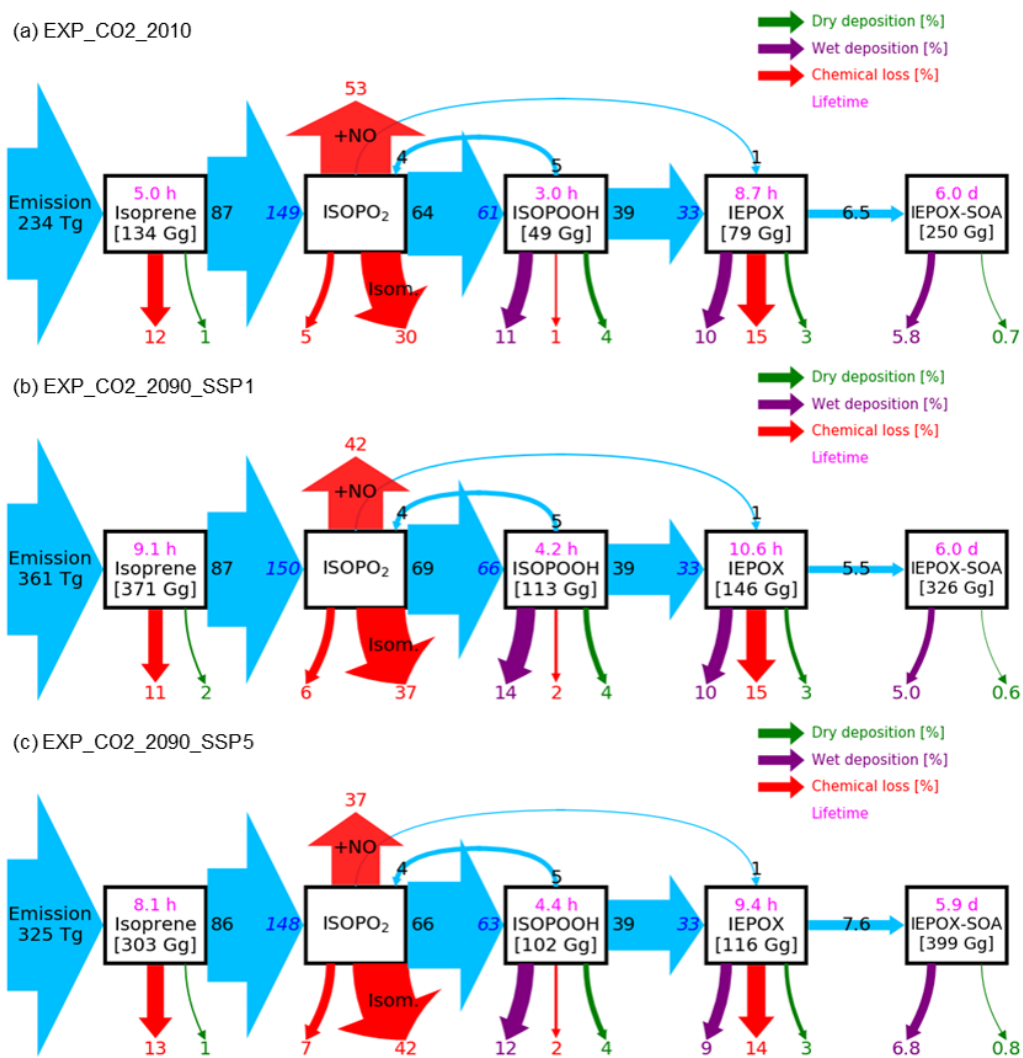 (a) EXP_CO2_2010
Dry deposition [%]
Wet deposition [%]
Chemical loss [%]
Lifetime
53
+NO
4
5
1
Emission
234 Tg
5.0 h
Isoprene
[134 Gg]
87
149
ISOPO₂
64
61
3.0 h
ISOPOOH
[49 Gg]
39
33
8.7 h
IEPOX
[79 Gg]
6.5
6.0 d
IEPOX-SOA
[250 Gg]
Isom.
12
1
5
30
11
1
4
10
15
3
5.8
0.7
(b) EXP_CO2_2090_SSP1
Dry deposition [%]
Wet deposition [%]
Chemical loss [%]
Lifetime
42
+NO
4
5
1
Emission
361 Tg
9.1 h
Isoprene
[371 Gg]
87
150
ISOPO₂
69
66
4.2 h
ISOPOOH
[113 Gg]
39
33
10.6 h
IEPOX
[146 Gg]
5.5
6.0 d
IEPOX-SOA
[326 Gg]
Isom.
11
2
6
37
14
2
4
10
15
3
5.0
0.6
(c) EXP_CO2_2090_SSP5
Dry deposition [%]
Wet deposition [%]
Chemical loss [%]
Lifetime
37
+NO
4
5
1
Emission
325 Tg
8.1 h
Isoprene
[303 Gg]
86
148
ISOPO₂
66
63
4.4 h
ISOPOOH
[102 Gg]
39
33
9.4 h
IEPOX
[116 Gg]
7.6
5.9 d
IEPOX-SOA
[399 Gg]
Isom.
13
1
7
42
12
2
4
9
14
3
6.8
0.8